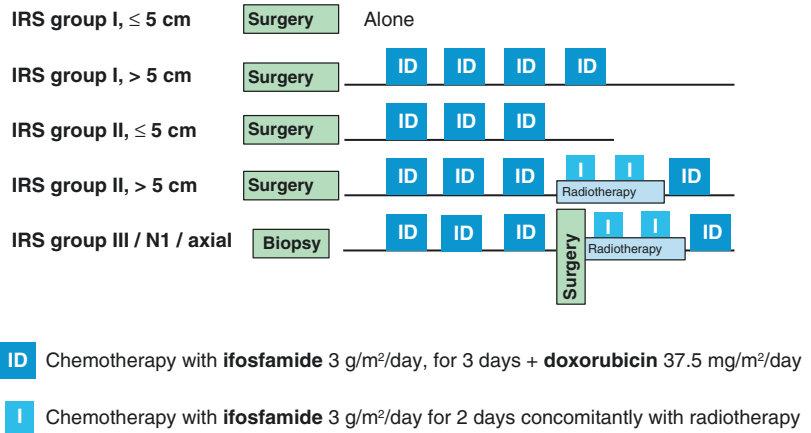 IRS group I, ≤ 5 cm Surgery Alone
IRS group I, > 5 cm Surgery ID ID ID ID
IRS group II, ≤ 5 cm Surgery ID ID ID
IRS group II, > 5 cm Surgery ID ID ID I I Radiotherapy ID
IRS group III / N1 / axial Biopsy ID ID ID Surgery I I Radiotherapy ID
ID Chemotherapy with ifosfamide 3 g/m²/day, for 3 days + doxorubicin 37.5 mg/m²/day
I Chemotherapy with ifosfamide 3 g/m²/day for 2 days concomitantly with radiotherapy